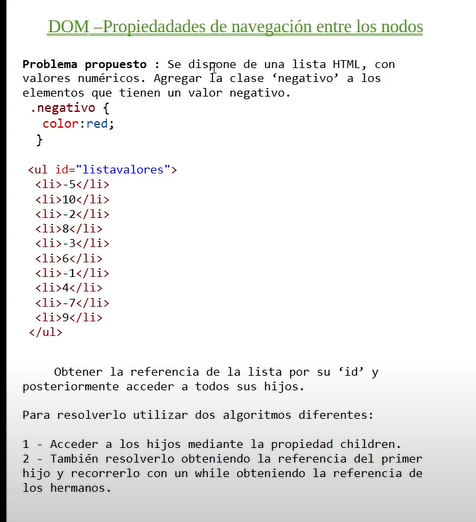 DOM –Propiedadades de navegación entre los nodos
Problema propuesto : Se dispone de una lista HTML, con
valores numéricos. Agregar la clase ‘negativo’ a los
elementos que tienen un valor negativo.
.negativo {
color:red;
}
<ul id="listavalores">
<li>-5</li>
<li>10</li>
<li>-2</li>
<li>8</li>
<li>-3</li>
<li>6</li>
<li>-1</li>
<li>4</li>
<li>-7</li>
<li>9</li>
</ul>
Obtener la referencia de la lista por su ‘id’ y
posteriormente acceder a todos sus hijos.
Para resolverlo utilizar dos algoritmos diferentes:
1 - Acceder a los hijos mediante la propiedad children.
2 - También resolverlo obteniendo la referencia del primer
hijo y recorrerlo con un while obteniendo la referencia de
los hermanos.